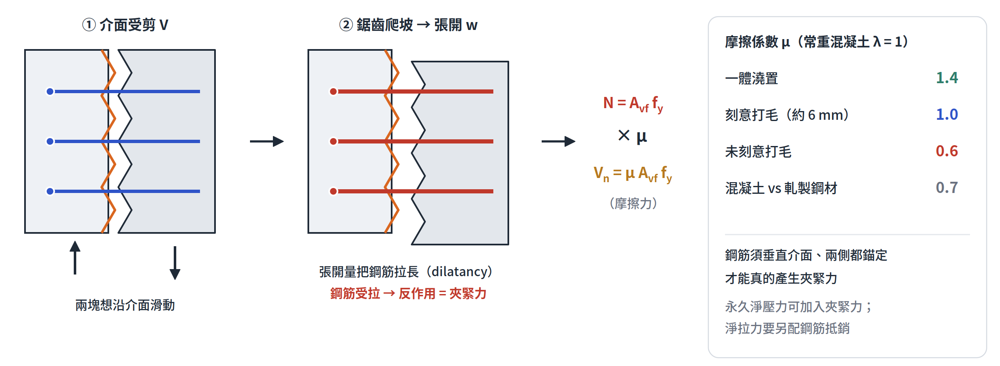 ① 介面受剪 V
兩塊想沿介面滑動
② 鋸齒爬坡 → 張開 w
張開量把鋼筋拉長（dilatancy）
鋼筋受拉 → 反作用 = 夾緊力
N = Avf fy
× μ
Vn = μ Avf fy
（摩擦力）
摩擦係數 μ（常重混凝土 λ = 1）
一體澆置 1.4
刻意打毛（約 6 mm） 1.0
未刻意打毛 0.6
混凝土 vs 軋製鋼材 0.7
鋼筋須垂直介面、兩側都錨定
才能真的產生夾緊力
永久淨壓力可加入夾緊力；
淨拉力要另配鋼筋抵銷